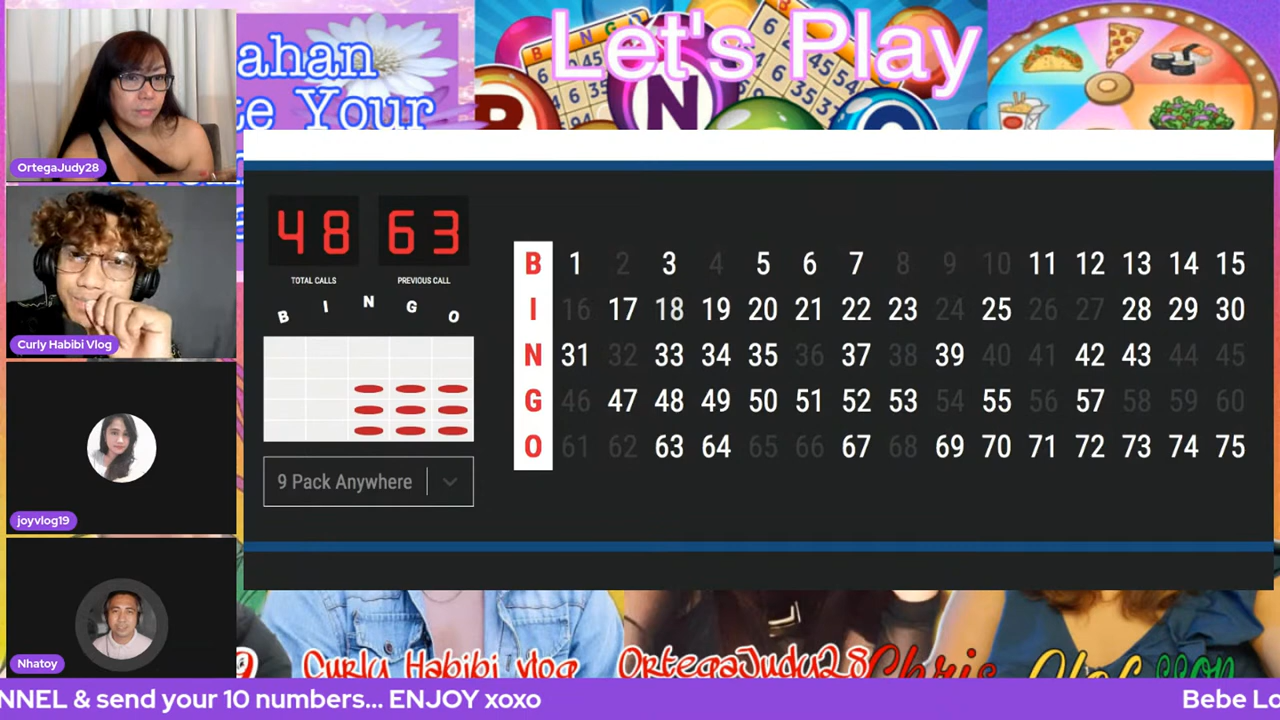 OrtegaJudy28
Curly Habibi Vlog
joyvlog19
Nhatoy
ahan
te Your
Let's Play
B I N G O
N
48 63
TOTAL CALLS PREVIOUS CALL
B I N G O
9 Pack Anywhere
B 1 2 3 4 5 6 7 8 9 10 11 12 13 14 15
I 16 17 18 19 20 21 22 23 24 25 26 27 28 29 30
N 31 32 33 34 35 36 37 38 39 40 41 42 43 44 45
G 46 47 48 49 50 51 52 53 54 55 56 57 58 59 60
O 61 62 63 64 65 66 67 68 69 70 71 72 73 74 75
Curly Habibi vlog OrtegaJudy28 Chris
NNEL & send your 10 numbers... ENJOY xoxo Bebe Lo